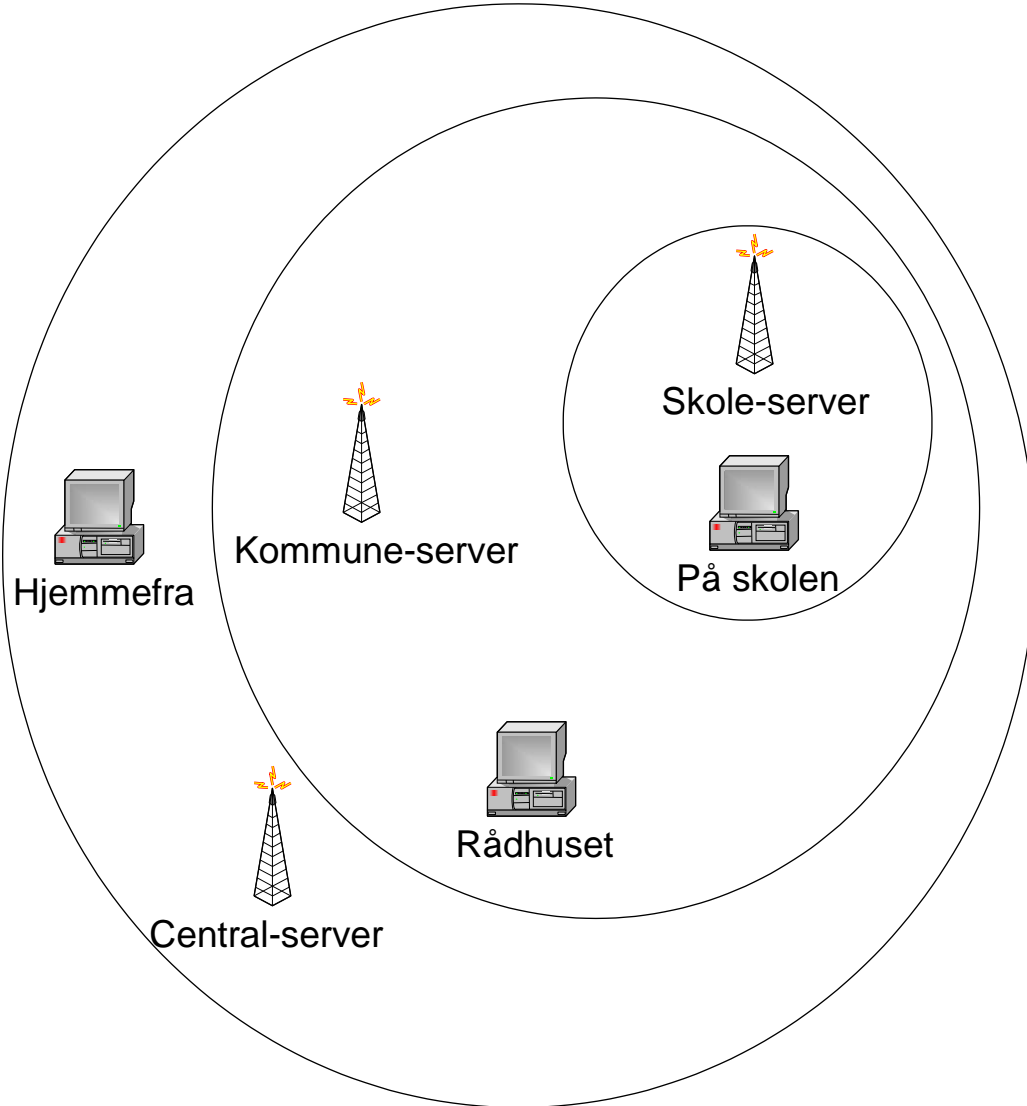 Skole-server
Kommune-server
På skolen
Hjemmefra
Rådhuset
Central-server